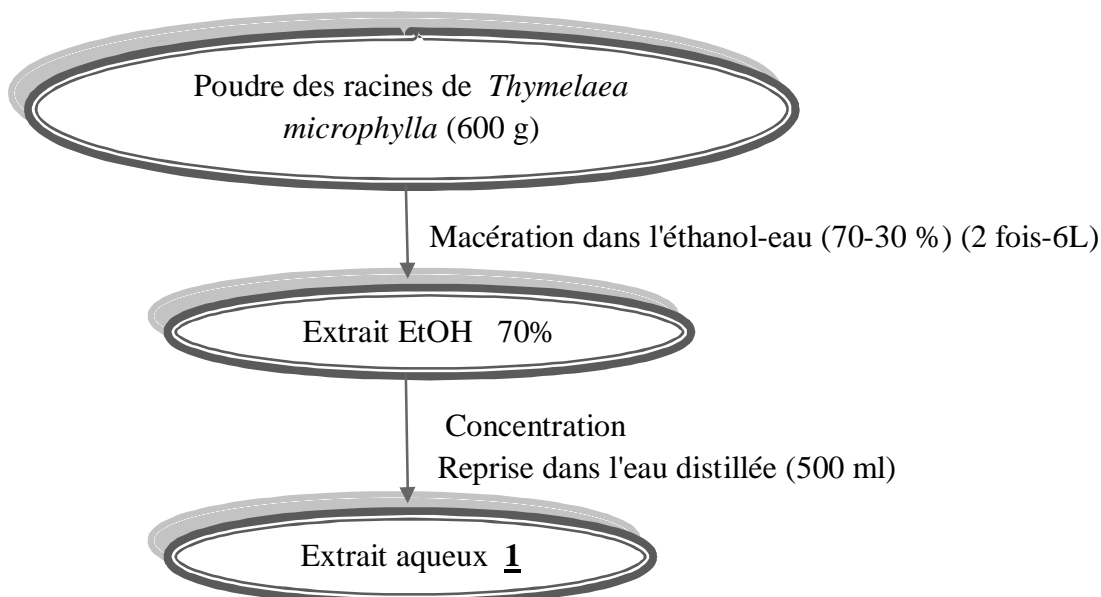 Poudre des racines de Thymelaea
microphylla (600 g)
Macération dans l'éthanol-eau (70-30 %) (2 fois-6L)
Extrait EtOH 70%
Concentration
Reprise dans l'eau distillée (500 ml)
Extrait aqueux 1